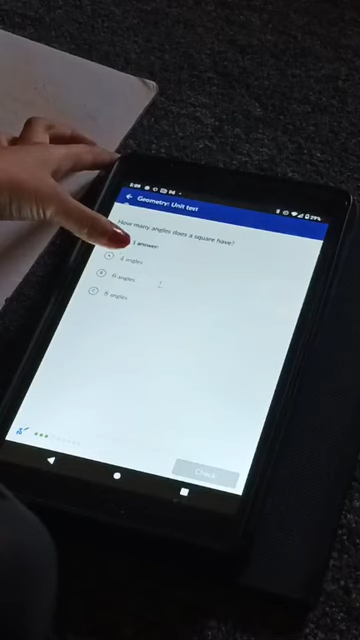 Geometry: Unit test
How many angles does a square have?
1 answer:
A 4 angles
B 6 angles
C 8 angles
Check